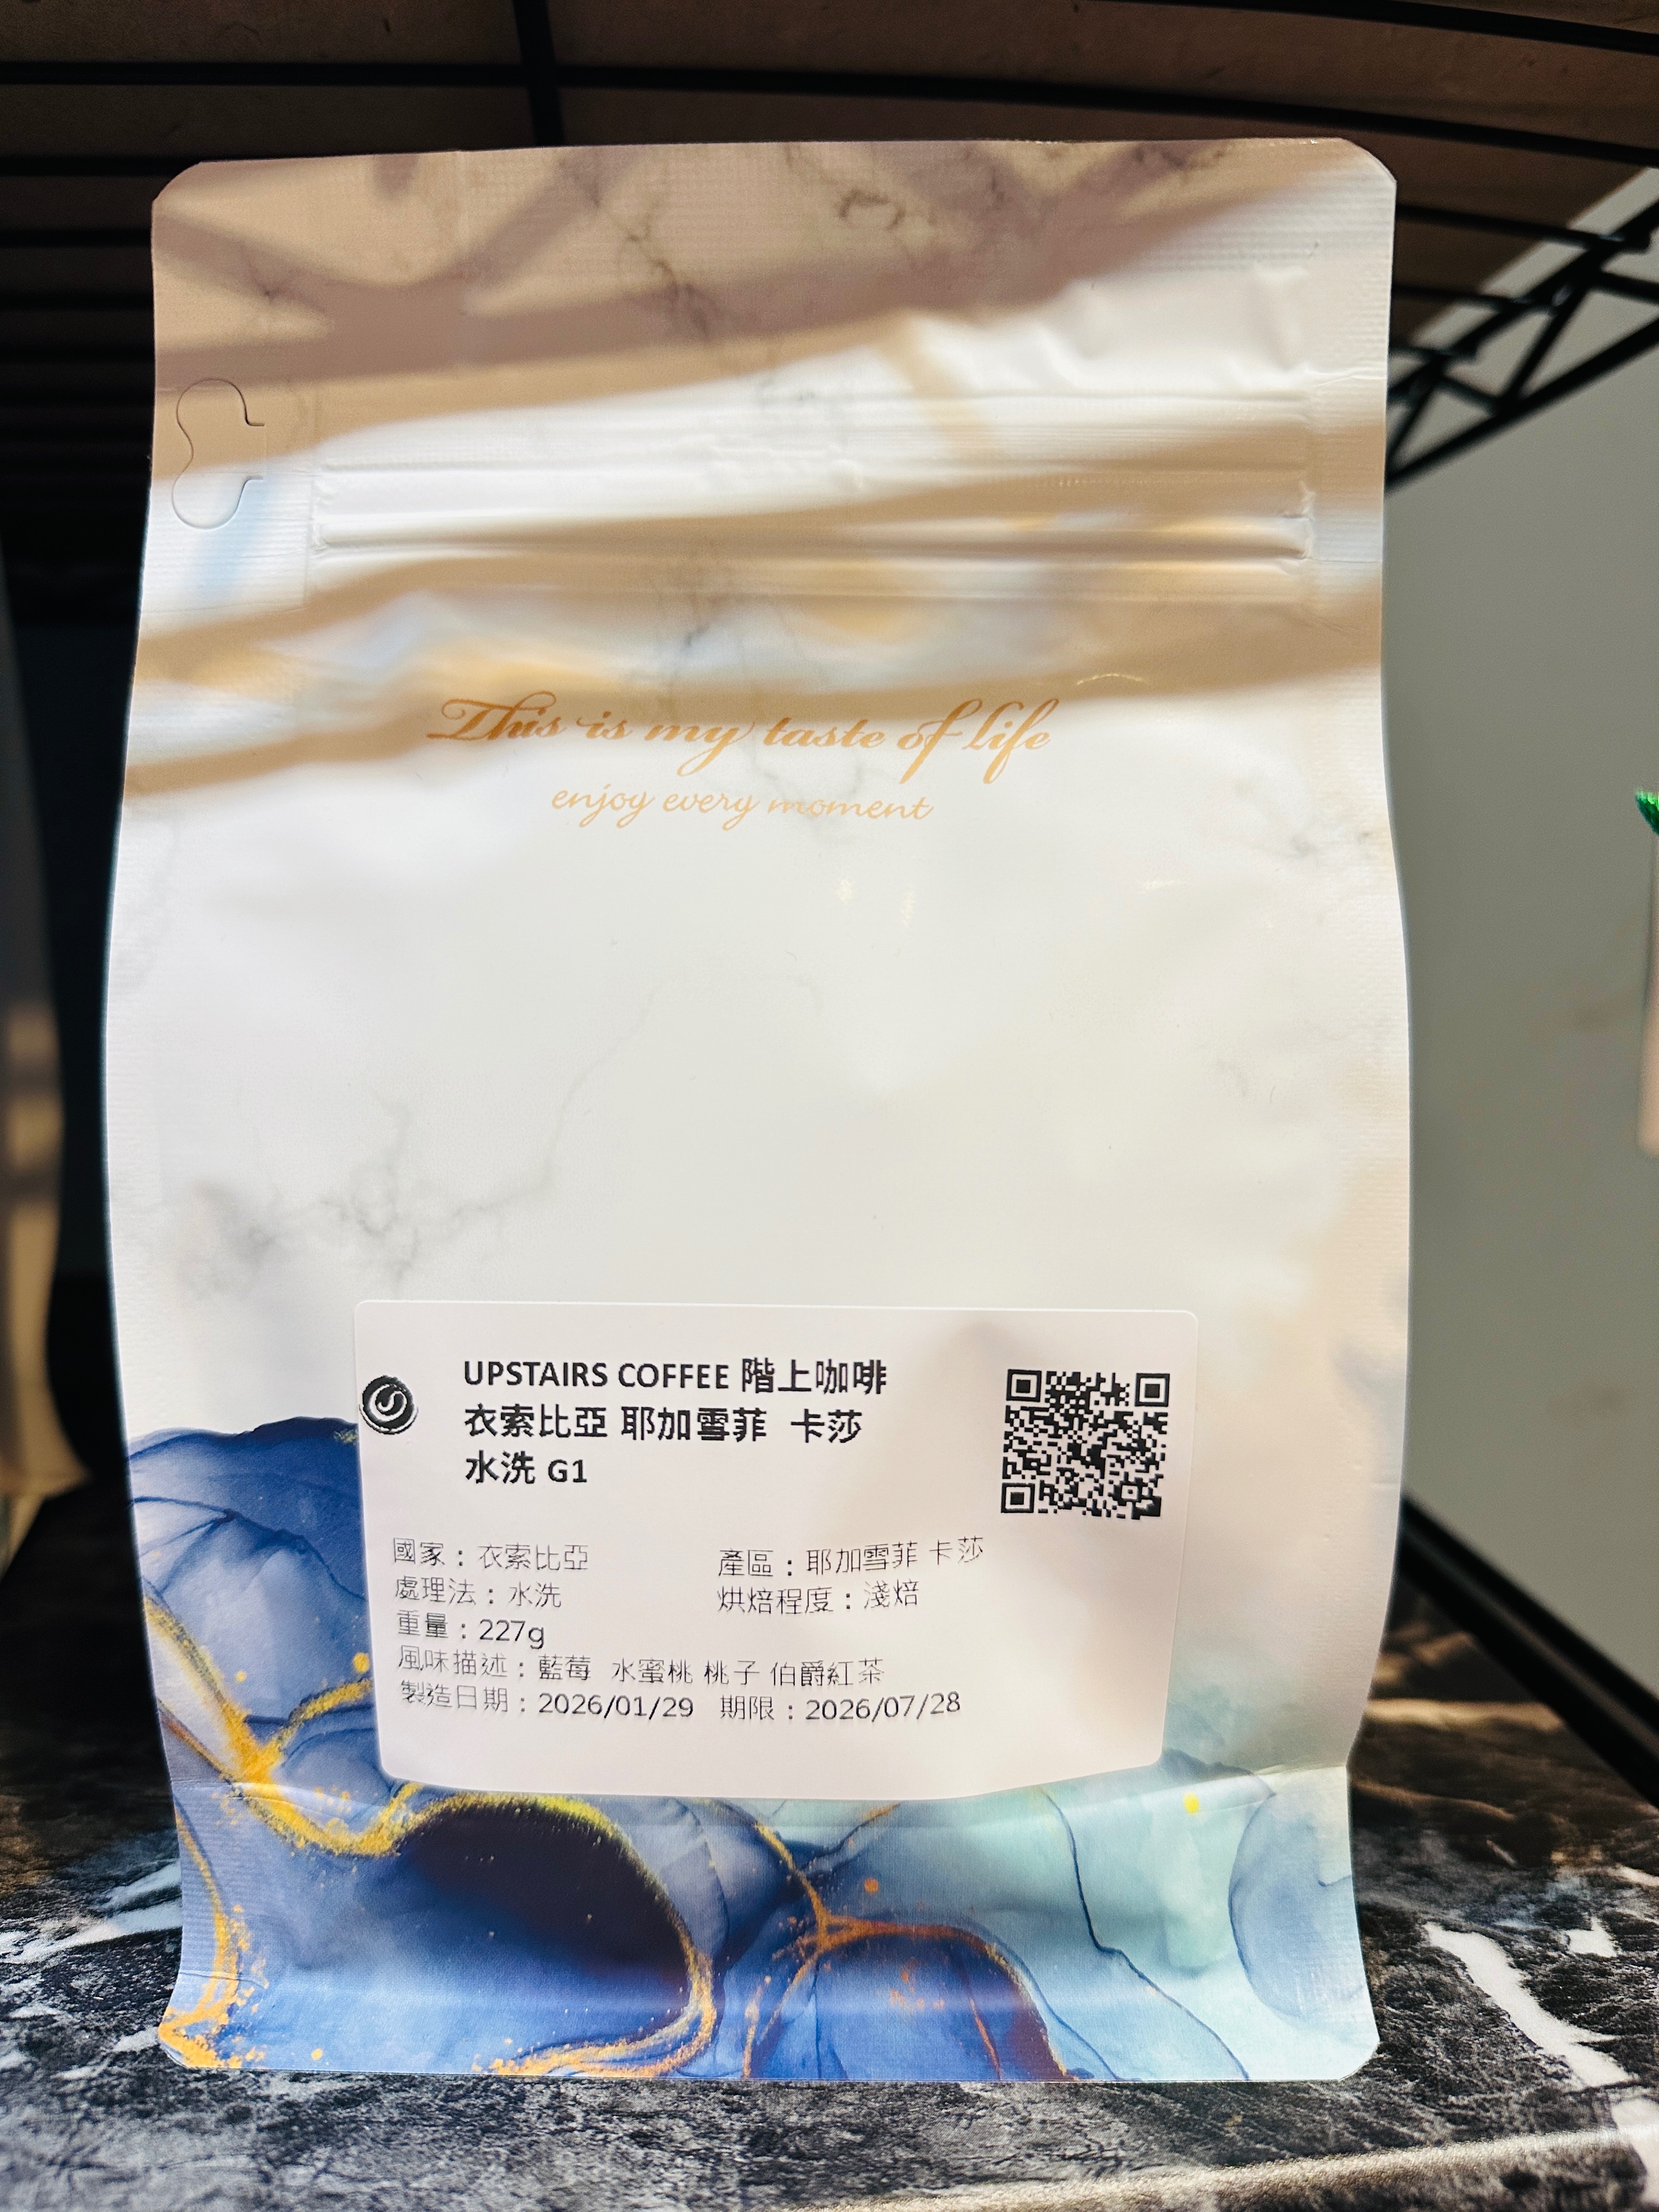 This is my taste of life
enjoy every moment
UPSTAIRS COFFEE 階上咖啡
衣索比亞 耶加雪菲 卡莎
水洗 G1
國家：衣索比亞 產區：耶加雪菲 卡莎
處理法：水洗 烘焙程度：淺焙
重量：227g
風味描述：藍莓 水蜜桃 桃子 伯爵紅茶
製造日期：2026/01/29 期限：2026/07/28